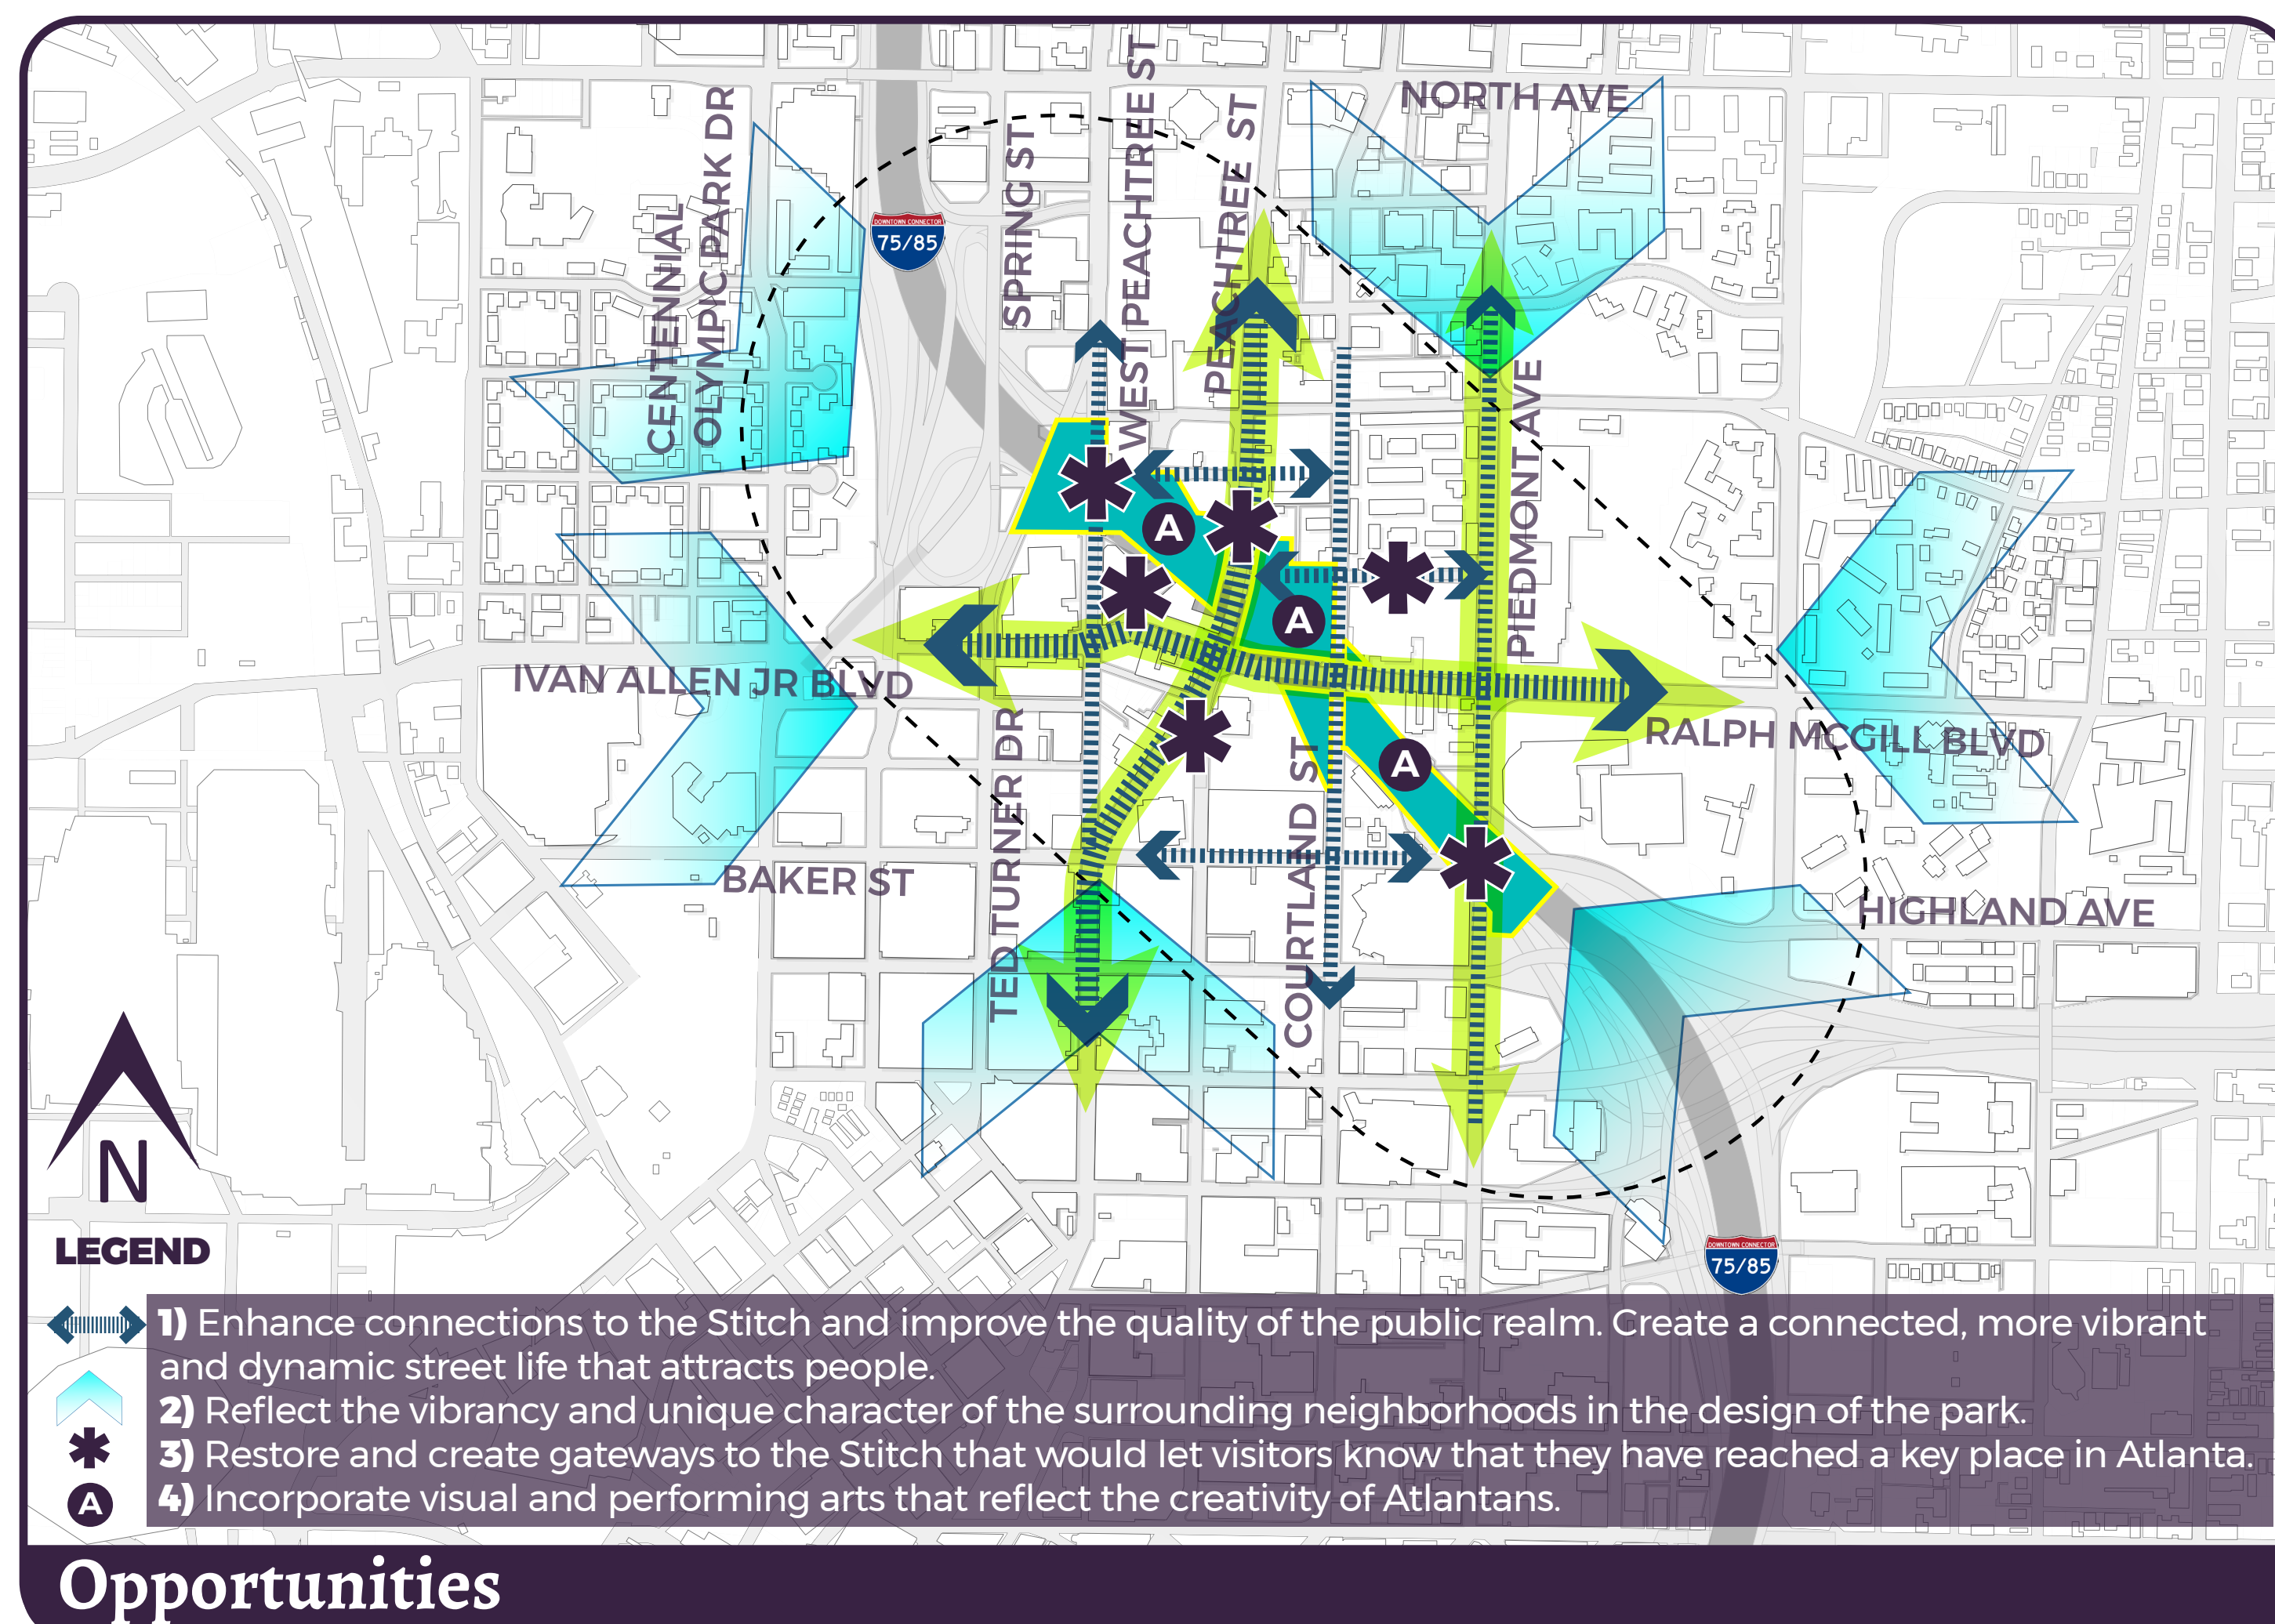 NORTH AVE
CENTENNIAL
OLYMPIC PARK DR
DOWNTOWN CONNECTOR
75/85
SPRING ST
WEST PEACHTREE ST
PEACHTREE ST
PIEDMONT AVE
A
A
A
IVAN ALLEN JR BLVD
RALPH MCGILL BLVD
TED TURNER DR
COURTLAND ST
BAKER ST
HIGHLAND AVE
DOWNTOWN CONNECTOR
75/85
N
LEGEND
1) Enhance connections to the Stitch and improve the quality of the public realm. Create a connected, more vibrant
and dynamic street life that attracts people.
2) Reflect the vibrancy and unique character of the surrounding neighborhoods in the design of the park.
3) Restore and create gateways to the Stitch that would let visitors know that they have reached a key place in Atlanta.
A
4) Incorporate visual and performing arts that reflect the creativity of Atlantans.
Opportunities